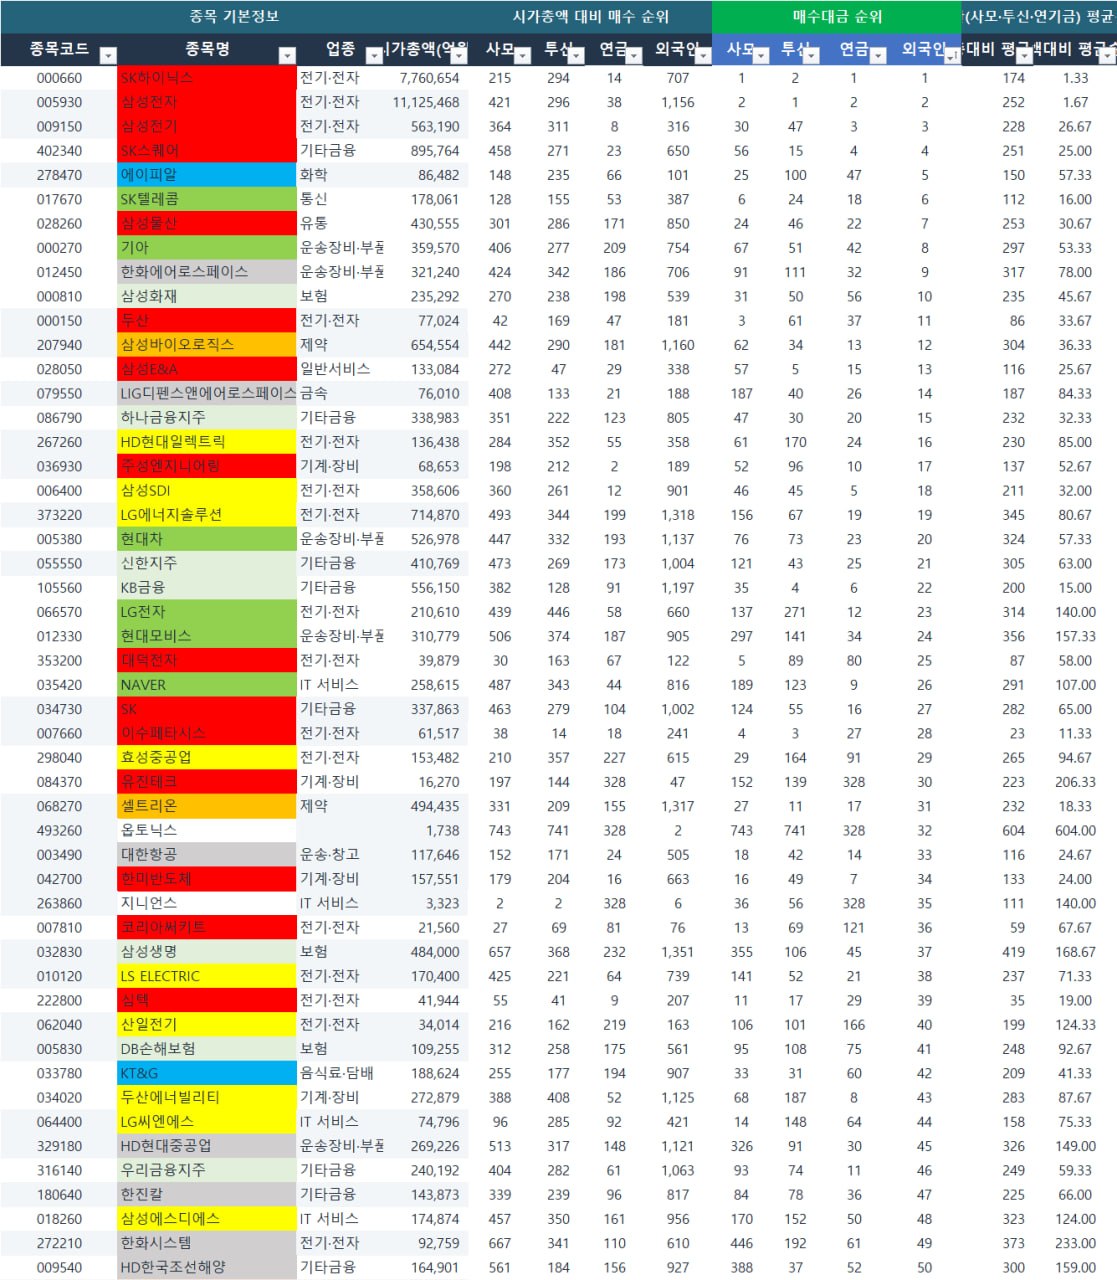 종목 기본정보 시가총액 대비 매수 순위 매수대금 순위 (사모·투신·연기금) 평균
종목코드 종목명 업종 사모 투신 연금 외국인 사모 투신 연금 외국인
000660 SK하이닉스 전기·전자 7,760,654 215 294 14 707 1 2 1 1 174 1.33
005930 삼성전자 전기·전자 11,125,468 421 296 38 1,156 2 1 2 2 252 1.67
009150 삼성전기 전기·전자 563,190 364 311 8 316 30 47 3 3 228 26.67
402340 SK스퀘어 기타금융 895,764 458 271 23 650 56 15 4 4 251 25.00
278470 에이피알 화학 86,482 148 235 66 101 25 100 47 5 150 57.33
017670 SK텔레콤 통신 178,061 128 155 53 387 6 24 18 6 112 16.00
028260 삼성물산 유통 430,555 301 286 171 850 24 46 22 7 253 30.67
000270 기아 운송장비·부품 359,570 406 277 209 754 67 51 42 8 297 53.33
012450 한화에어로스페이스 운송장비·부품 321,240 424 342 186 706 91 111 32 9 317 78.00
000810 삼성화재 보험 235,292 270 238 198 539 31 50 56 10 235 45.67
000150 두산 전기·전자 77,024 42 169 47 181 3 61 37 11 86 33.67
207940 삼성바이오로직스 제약 654,554 442 290 181 1,160 62 34 13 12 304 36.33
028050 삼성E&A 일반서비스 133,084 272 47 29 338 57 5 15 13 116 25.67
079550 LIG디펜스앤에어로스페이스 금속 76,010 408 133 21 188 187 40 26 14 187 84.33
086790 하나금융지주 기타금융 338,983 351 222 123 805 47 30 20 15 232 32.33
267260 HD현대일렉트릭 전기·전자 136,438 284 352 55 358 61 170 24 16 230 85.00
036930 주성엔지니어링 기계·장비 68,653 198 212 2 189 52 96 10 17 137 52.67
006400 삼성SDI 전기·전자 358,606 360 261 12 901 46 45 5 18 211 32.00
373220 LG에너지솔루션 전기·전자 714,870 493 344 199 1,318 156 67 19 19 345 80.67
005380 현대차 운송장비·부품 526,978 447 332 193 1,137 76 73 23 20 324 57.33
055550 신한지주 기타금융 410,769 473 269 173 1,004 121 43 25 21 305 63.00
105560 KB금융 기타금융 556,150 382 128 91 1,197 35 4 6 22 200 15.00
066570 LG전자 전기·전자 210,610 439 446 58 660 137 271 12 23 314 140.00
012330 현대모비스 운송장비·부품 310,779 506 374 187 905 297 141 34 24 356 157.33
353200 대덕전자 전기·전자 39,879 30 163 67 122 5 89 80 25 87 58.00
035420 NAVER IT 서비스 258,615 487 343 44 816 189 123 9 26 291 107.00
034730 SK 기타금융 337,863 463 279 104 1,002 124 55 16 27 282 65.00
007660 이수페타시스 전기·전자 61,517 38 14 18 241 4 3 27 28 23 11.33
298040 효성중공업 전기·전자 153,482 210 357 227 615 29 164 91 29 265 94.67
084370 유진테크 기계·장비 16,270 197 144 328 47 152 139 328 30 223 206.33
068270 셀트리온 제약 494,435 331 209 155 1,317 27 11 17 31 232 18.33
493260 옵토닉스 1,738 743 741 328 2 743 741 328 32 604 604.00
003490 대한항공 운송·창고 117,646 152 171 24 505 18 42 14 33 116 24.67
042700 한미반도체 기계·장비 157,551 179 204 16 663 16 49 7 34 133 24.00
263860 지니언스 IT 서비스 3,323 2 2 328 6 36 56 328 35 111 140.00
007810 코리아써키트 전기·전자 21,560 27 69 81 76 13 69 121 36 59 67.67
032830 삼성생명 보험 484,000 657 368 232 1,351 355 106 45 37 419 168.67
010120 LS ELECTRIC 전기·전자 170,400 425 221 64 739 141 52 21 38 237 71.33
222800 심텍 전기·전자 41,944 55 41 9 207 11 17 29 39 35 19.00
062040 산일전기 전기·전자 34,014 216 162 219 163 106 101 166 40 199 124.33
005830 DB손해보험 보험 109,255 312 258 175 561 95 108 75 41 248 92.67
033780 KT&G 음식료·담배 188,624 255 177 194 907 33 31 60 42 209 41.33
034020 두산에너빌리티 기계·장비 272,879 388 408 52 1,125 68 187 8 43 283 87.67
064400 LG씨엔에스 IT 서비스 74,796 96 285 92 421 14 148 64 44 158 75.33
329180 HD현대중공업 운송장비·부품 269,226 513 317 148 1,121 326 91 30 45 326 149.00
316140 우리금융지주 기타금융 240,192 404 282 61 1,063 93 74 11 46 249 59.33
180640 한진칼 기타금융 143,873 339 239 96 817 84 78 36 47 225 66.00
018260 삼성에스디에스 IT 서비스 174,874 457 350 161 956 170 152 50 48 323 124.00
272210 한화시스템 전기·전자 92,759 667 341 110 610 446 192 61 49 373 233.00
009540 HD한국조선해양 기타금융 164,901 561 184 156 927 388 37 52 50 300 159.00